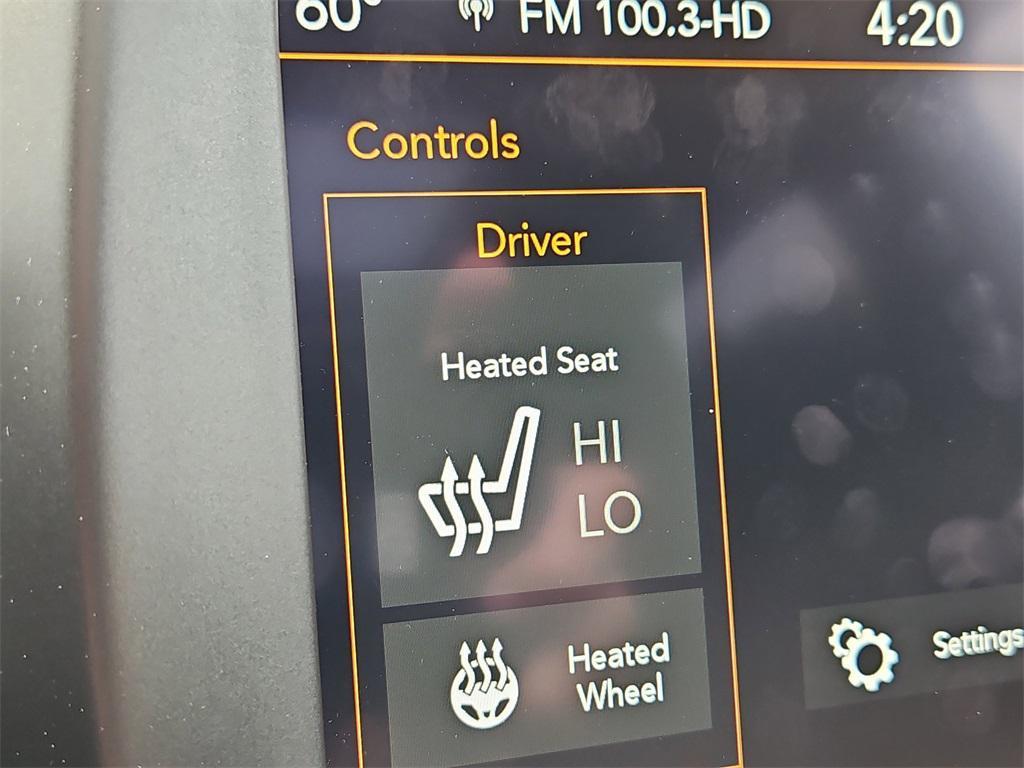 60° FM 100.3-HD 4:20
Controls
Driver
Heated Seat
HI
LO
Heated
Wheel
Settings